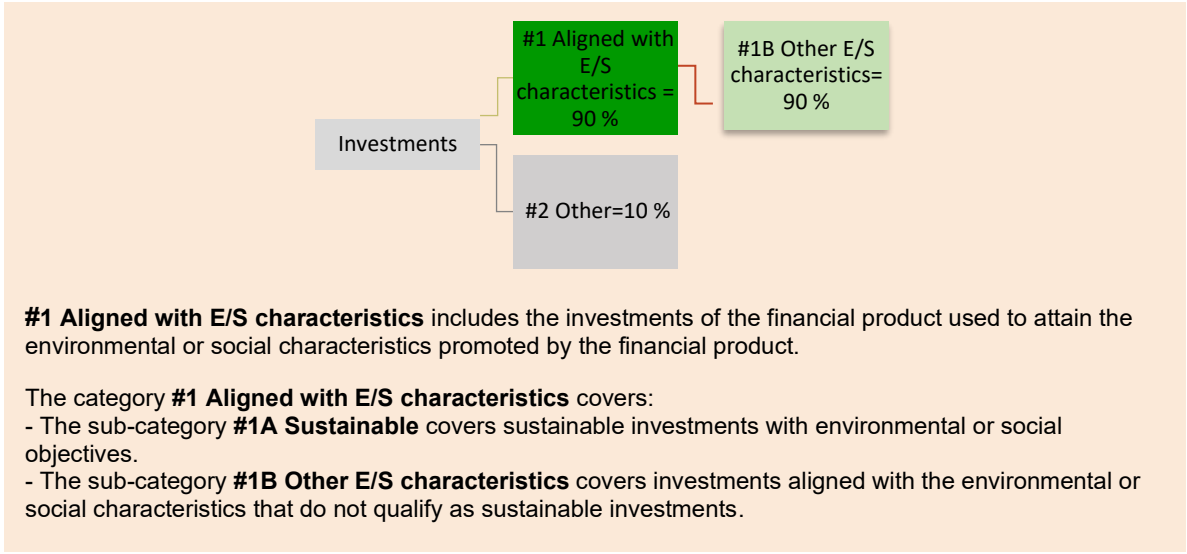 #1 Aligned with
E/S
characteristics =
90 %
#1B Other E/S
characteristics=
90 %
Investments
#2 Other=10 %
#1 Aligned with E/S characteristics includes the investments of the financial product used to attain the
environmental or social characteristics promoted by the financial product.
The category #1 Aligned with E/S characteristics covers:
- The sub-category #1A Sustainable covers sustainable investments with environmental or social
objectives.
- The sub-category #1B Other E/S characteristics covers investments aligned with the environmental or
social characteristics that do not qualify as sustainable investments.